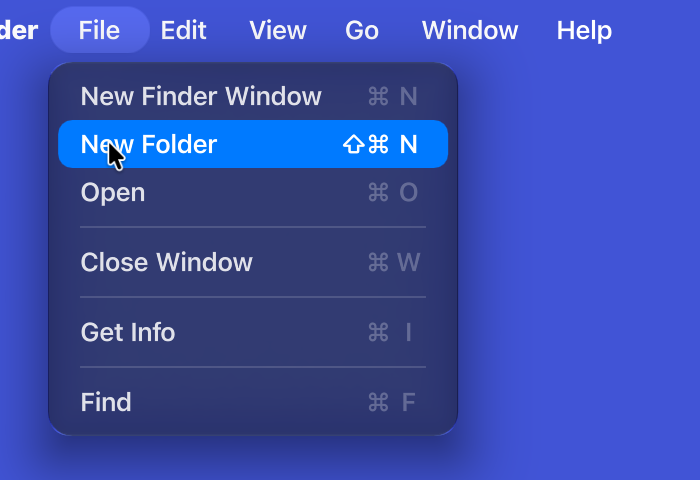 der File Edit View Go Window Help
New Finder Window ⌘ N
New Folder ⇧⌘ N
Open ⌘ O
Close Window ⌘ W
Get Info ⌘ I
Find ⌘ F